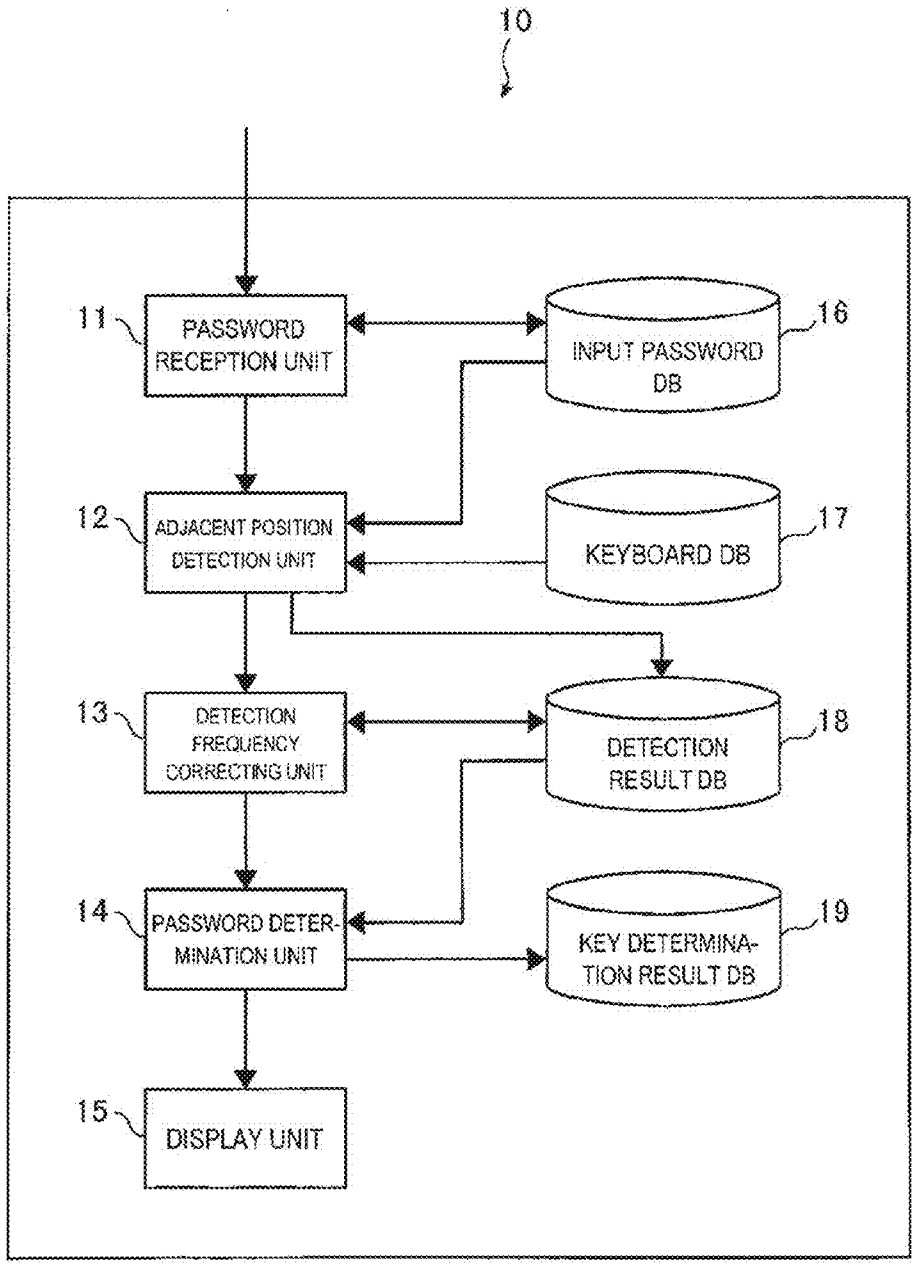 10
11
PASSWORD
RECEPTION UNIT
INPUT PASSWORD
DB
16
12
ADJACENT POSITION
DETECTION UNIT
KEYBOARD DB
17
13
DETECTION
FREQUENCY
CORRECTING UNIT
DETECTION
RESULT DB
18
14
PASSWORD DETER-
MINATION UNIT
KEY DETERMINA-
TION RESULT DB
19
15
DISPLAY UNIT